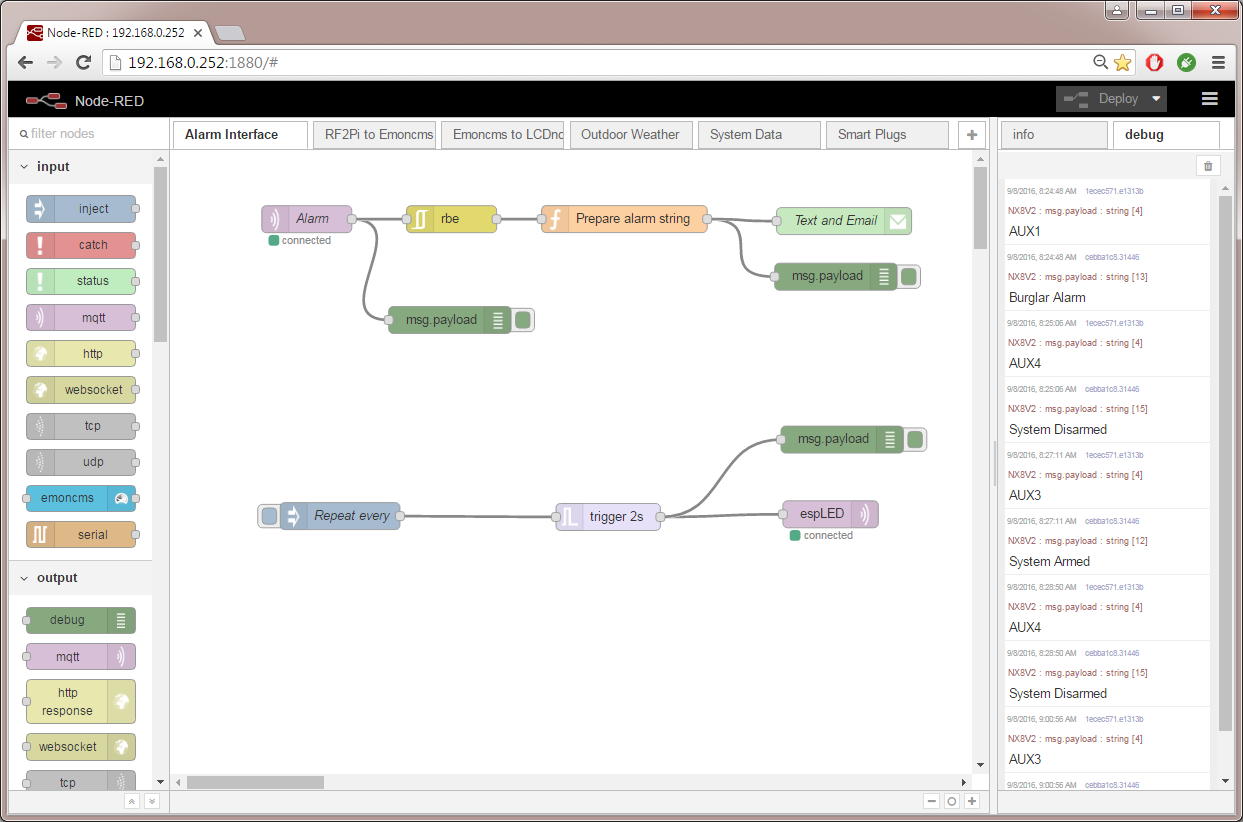 Node-RED : 192.168.0.252
192.168.0.252:1880/#
Node-RED
Deploy
filter nodes
input
inject
catch
status
mqtt
http
websocket
tcp
udp
emoncms
serial
output
debug
mqtt
http
response
websocket
tcp
Alarm Interface
RF2Pi to Emoncms
Emoncms to LCDno
Outdoor Weather
System Data
Smart Plugs
Alarm
connected
rbe
Prepare alarm string
Text and Email
msg.payload
msg.payload
msg.payload
Repeat every
trigger 2s
espLED
connected
info
debug
9/8/2016, 8:24:48 AM 1ecec571.e1313b
NX8V2 : msg.payload : string [4]
AUX1
9/8/2016, 8:24:48 AM cebba1c8.31446
NX8V2 : msg.payload : string [13]
Burglar Alarm
9/8/2016, 8:25:06 AM 1ecec571.e1313b
NX8V2 : msg.payload : string [4]
AUX4
9/8/2016, 8:25:06 AM cebba1c8.31446
NX8V2 : msg.payload : string [15]
System Disarmed
9/8/2016, 8:27:11 AM 1ecec571.e1313b
NX8V2 : msg.payload : string [4]
AUX3
9/8/2016, 8:27:11 AM cebba1c8.31446
NX8V2 : msg.payload : string [12]
System Armed
9/8/2016, 8:28:50 AM 1ecec571.e1313b
NX8V2 : msg.payload : string [4]
AUX4
9/8/2016, 8:28:50 AM cebba1c8.31446
NX8V2 : msg.payload : string [15]
System Disarmed
9/8/2016, 9:00:56 AM 1ecec571.e1313b
NX8V2 : msg.payload : string [4]
AUX3
9/8/2016, 9:00:56 AM cebba1c8.31446